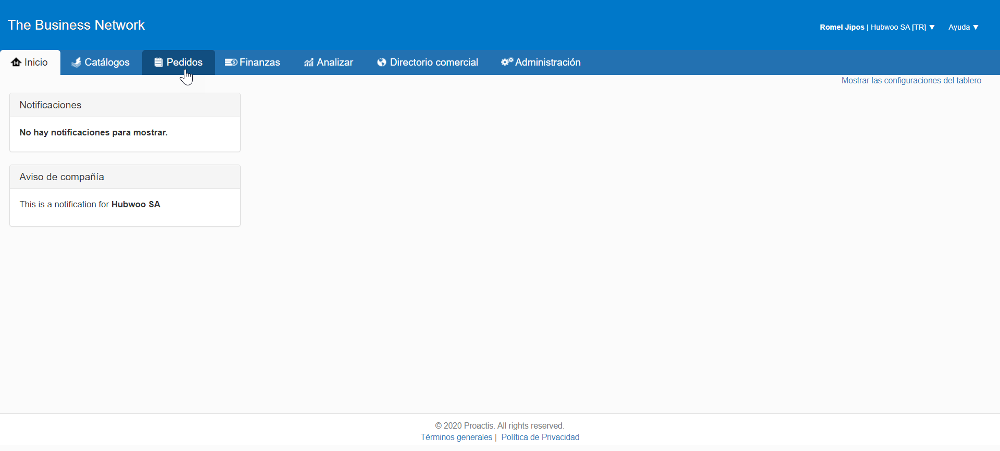 The Business Network
Romel Jipos | Hubwoo SA [TR] ▼ Ayuda ▼
Inicio Catálogos Pedidos Finanzas Analizar Directorio comercial Administración
Mostrar las configuraciones del tablero
Notificaciones
No hay notificaciones para mostrar.
Aviso de compañía
This is a notification for Hubwoo SA
© 2020 Proactis. All rights reserved.
Términos generales | Política de Privacidad